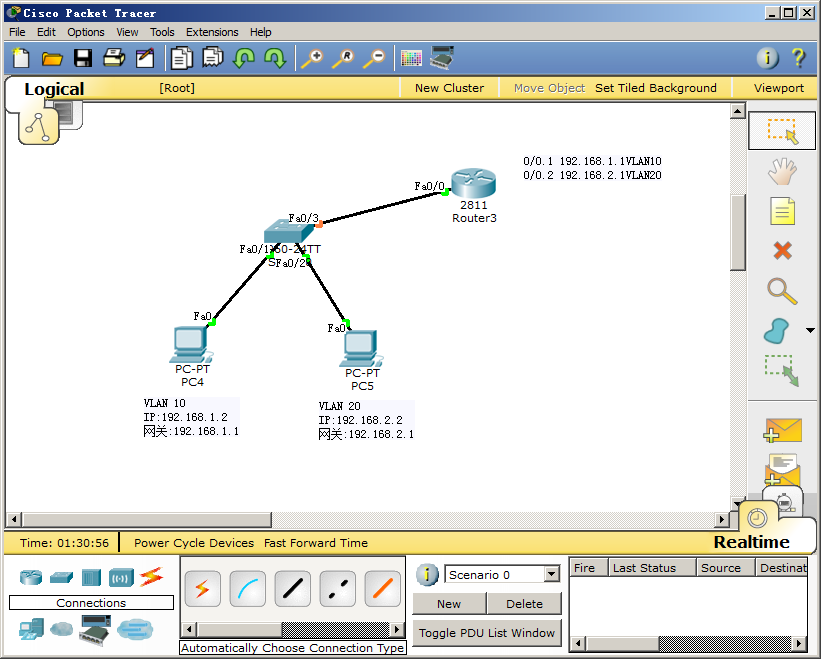 Cisco Packet Tracer
File Edit Options View Tools Extensions Help
Logical [Root] New Cluster Move Object Set Tiled Background Viewport
0/0.1 192.168.1.1VLAN10
0/0.2 192.168.2.1VLAN20
Fa0/0
2811
Router3
Fa0/3
Fa0/1
60-24TT
Fa0/2
Fa0
PC-PT
PC4
Fa0
PC-PT
PC5
VLAN 10
IP:192.168.1.2
网关:192.168.1.1
VLAN 20
IP:192.168.2.2
网关:192.168.2.1
Time: 01:30:56 Power Cycle Devices Fast Forward Time Realtime
Connections
Automatically Choose Connection Type
Scenario 0
New Delete
Toggle PDU List Window
Fire Last Status Source Destinat